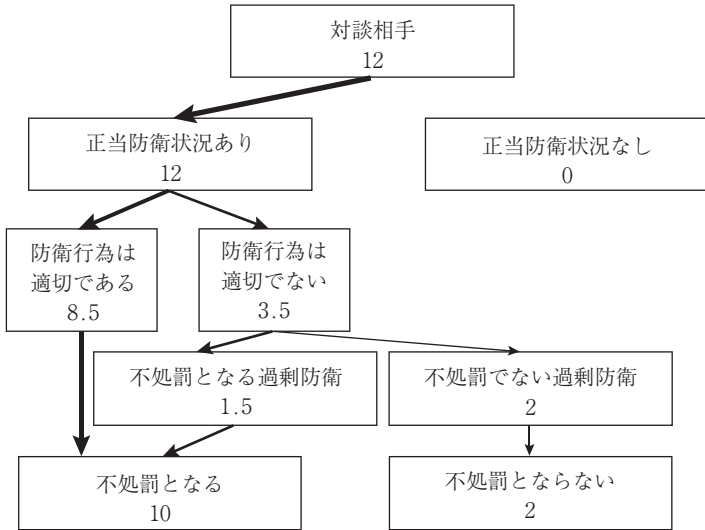 対談相手
12
正当防衛状況あり
12
正当防衛状況なし
0
防衛行為は
適切である
8.5
防衛行為は
適切でない
3.5
不処罰となる過剰防衛
1.5
不処罰でない過剰防衛
2
不処罰となる
10
不処罰とならない
2